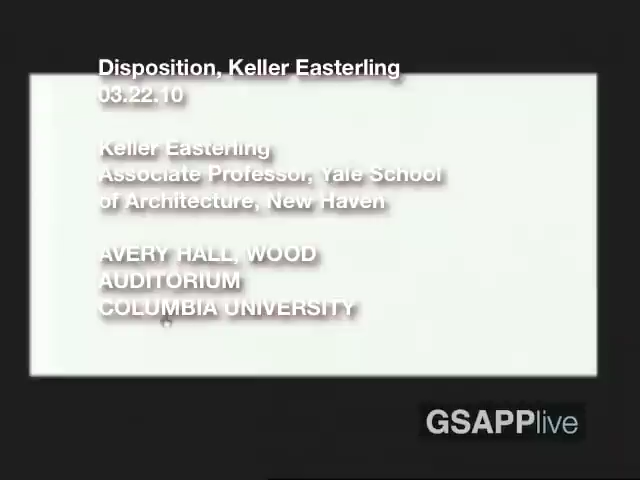 Disposition, Keller Easterling
03.22.10
Keller Easterling
Associate Professor, Yale School
of Architecture, New Haven
AVERY HALL, WOOD
AUDITORIUM
COLUMBIA UNIVERSITY
GSAPPlive